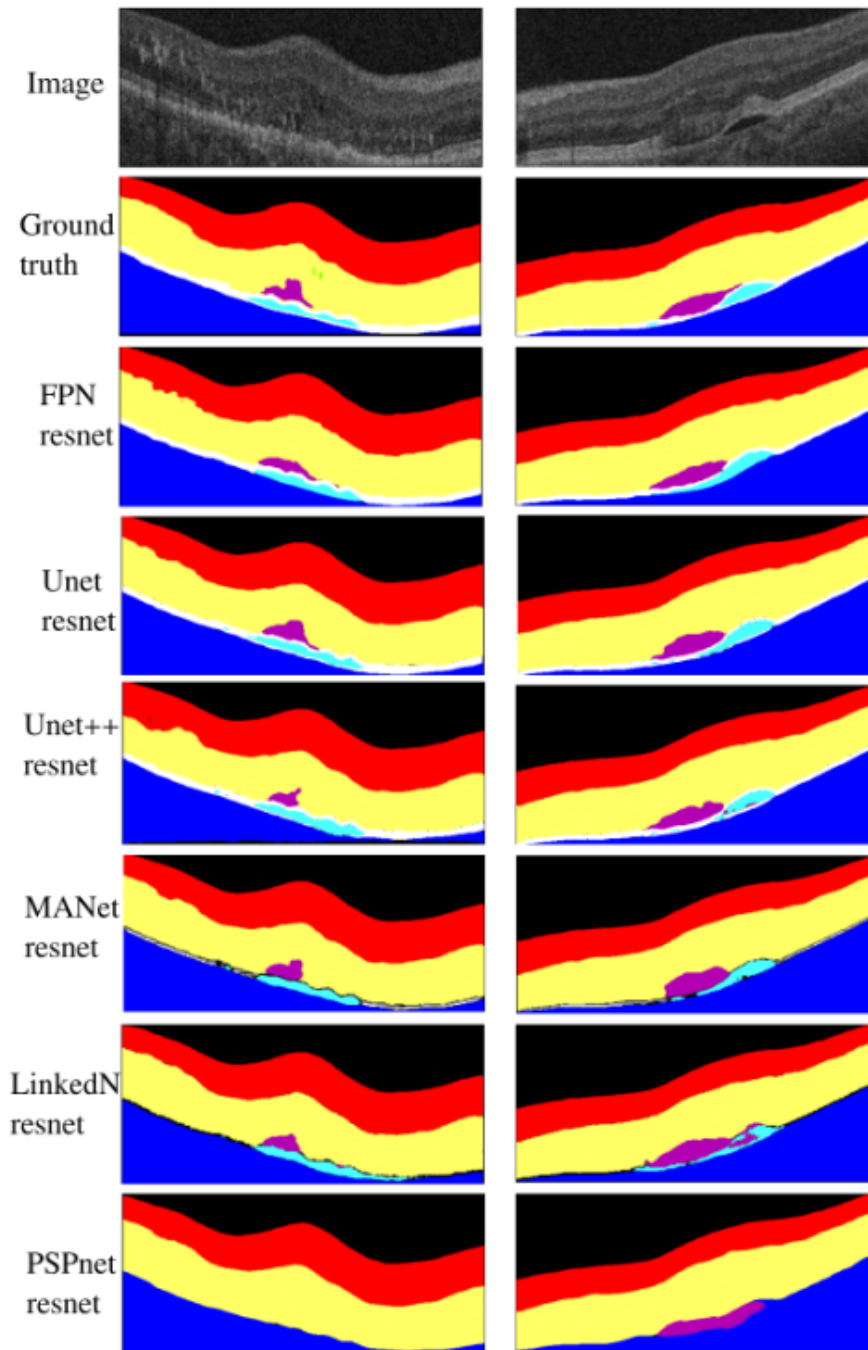 Image
Ground
truth
FPN
resnet
Unet
resnet
Unet++
resnet
MANet
resnet
LinkedN
resnet
PSPnet
resnet